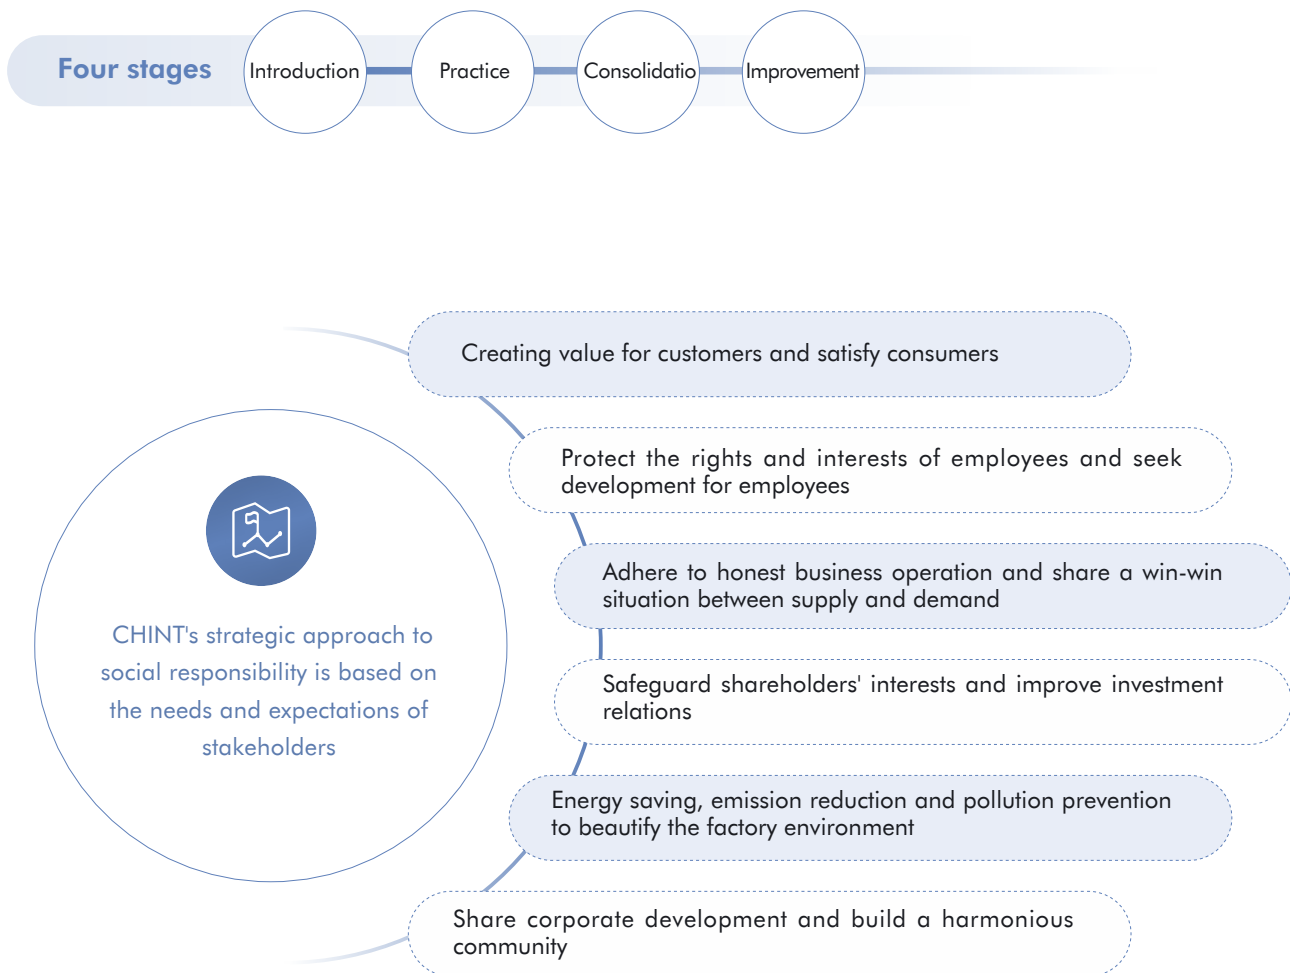 Four stages
Introduction
Practice
Consolidatio
Improvement
Creating value for customers and satisfy consumers
Protect the rights and interests of employees and seek
development for employees
Adhere to honest business operation and share a win-win
situation between supply and demand
CHINT's strategic approach to
social responsibility is based on
the needs and expectations of
stakeholders
Safeguard shareholders' interests and improve investment
relations
Energy saving, emission reduction and pollution prevention
to beautify the factory environment
Share corporate development and build a harmonious
community